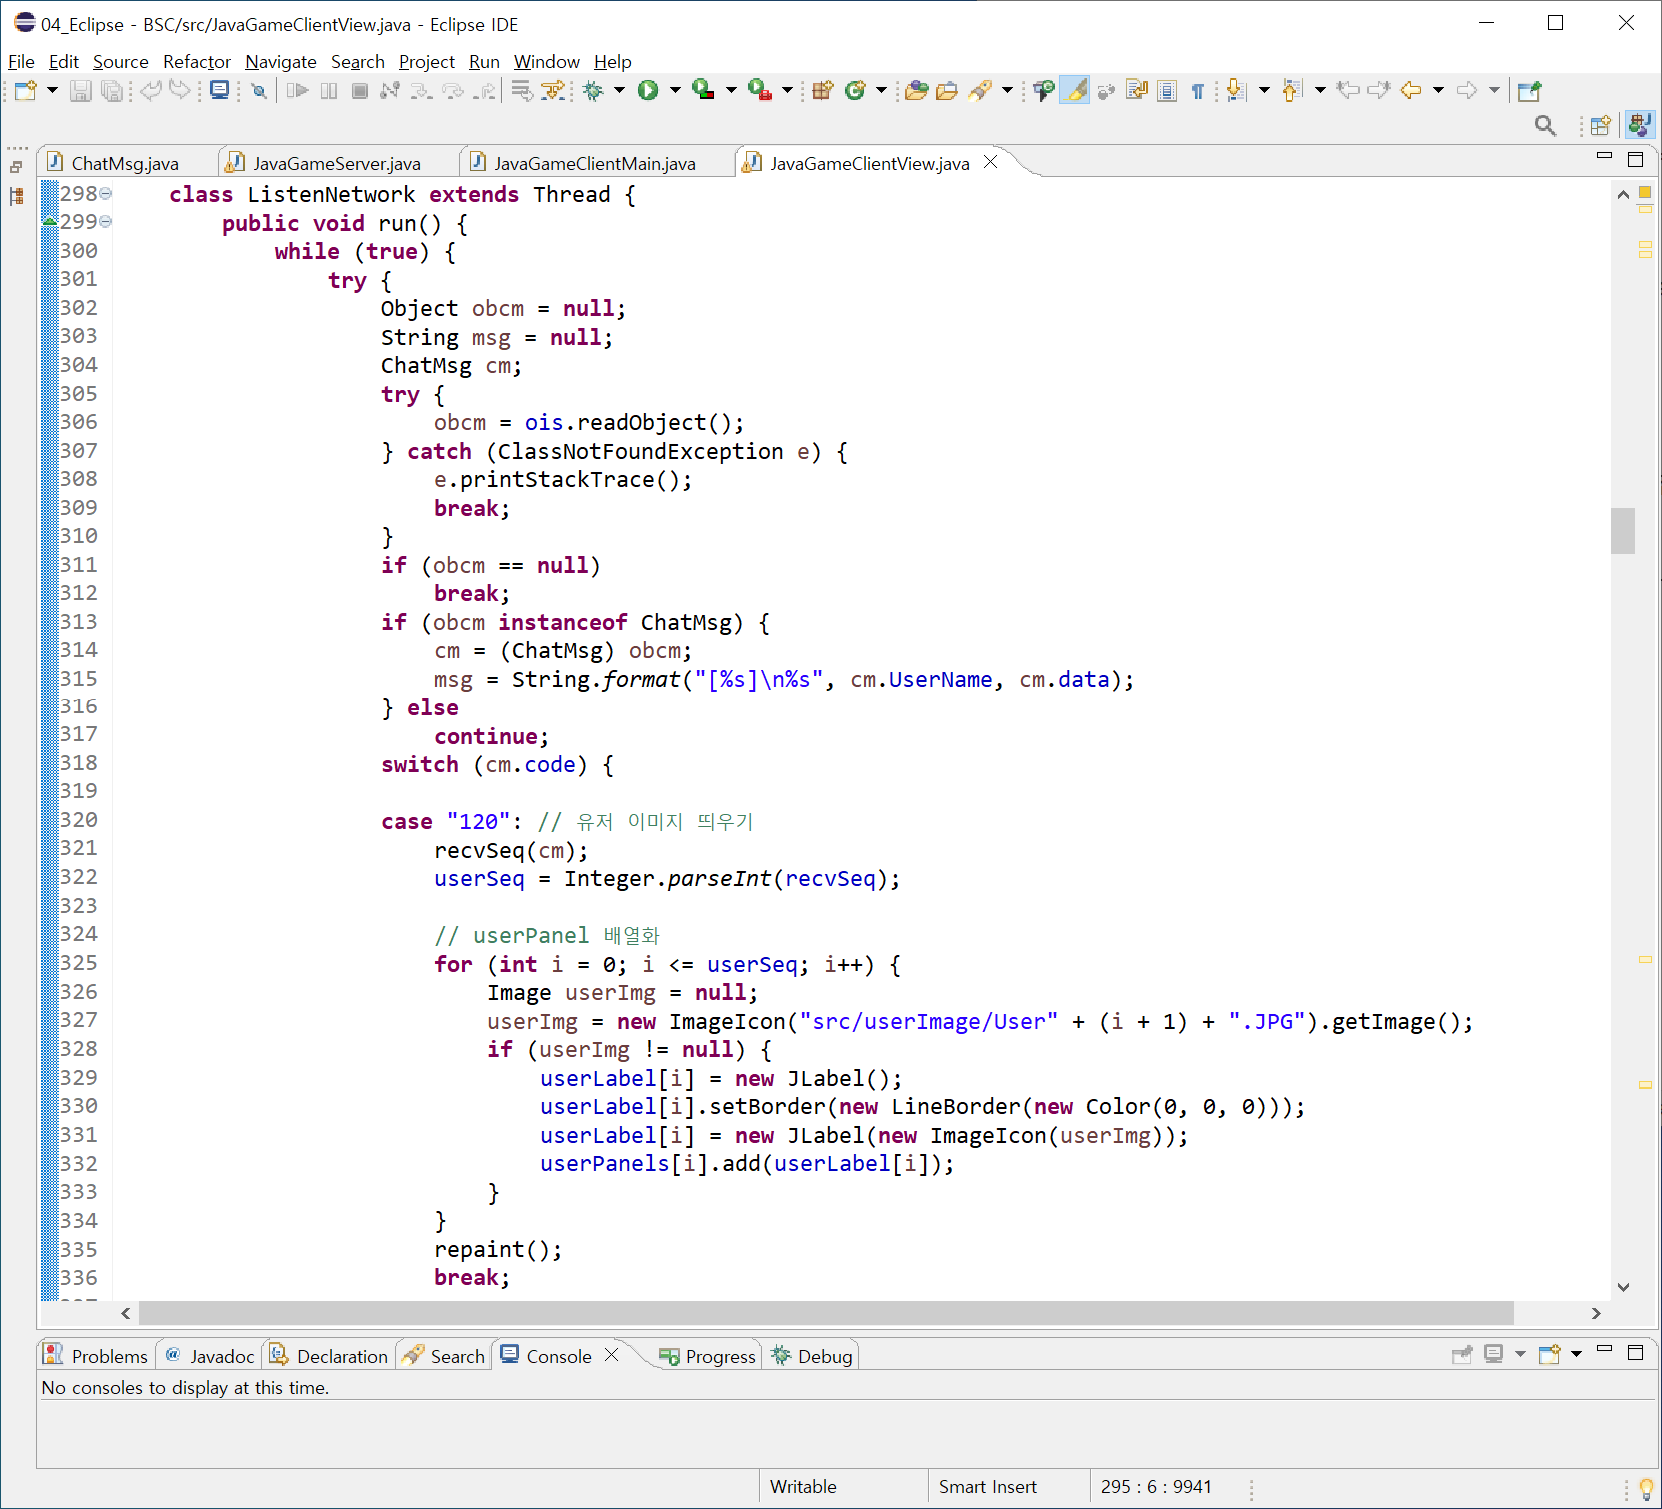 04_Eclipse - BSC/src/JavaGameClientView.java - Eclipse IDE
File Edit Source Refactor Navigate Search Project Run Window Help
ChatMsg.java JavaGameServer.java JavaGameClientMain.java JavaGameClientView.java
298 class ListenNetwork extends Thread {
299 public void run() {
300 while (true) {
301 try {
302 Object obcm = null;
303 String msg = null;
304 ChatMsg cm;
305 try {
306 obcm = ois.readObject();
307 } catch (ClassNotFoundException e) {
308 e.printStackTrace();
309 break;
310 }
311 if (obcm == null)
312 break;
313 if (obcm instanceof ChatMsg) {
314 cm = (ChatMsg) obcm;
315 msg = String.format("[%s]\n%s", cm.UserName, cm.data);
316 } else
317 continue;
318 switch (cm.code) {
319
320 case "120": // 유저 이미지 띄우기
321 recvSeq(cm);
322 userSeq = Integer.parseInt(recvSeq);
323
324 // userPanel 배열화
325 for (int i = 0; i <= userSeq; i++) {
326 Image userImg = null;
327 userImg = new ImageIcon("src/userImage/User" + (i + 1) + ".JPG").getImage();
328 if (userImg != null) {
329 userLabel[i] = new JLabel();
330 userLabel[i].setBorder(new LineBorder(new Color(0, 0, 0)));
331 userLabel[i] = new JLabel(new ImageIcon(userImg));
332 userPanels[i].add(userLabel[i]);
333 }
334 }
335 repaint();
336 break;
Problems Javadoc Declaration Search Console Progress Debug
No consoles to display at this time.
Writable Smart Insert 295 : 6 : 9941